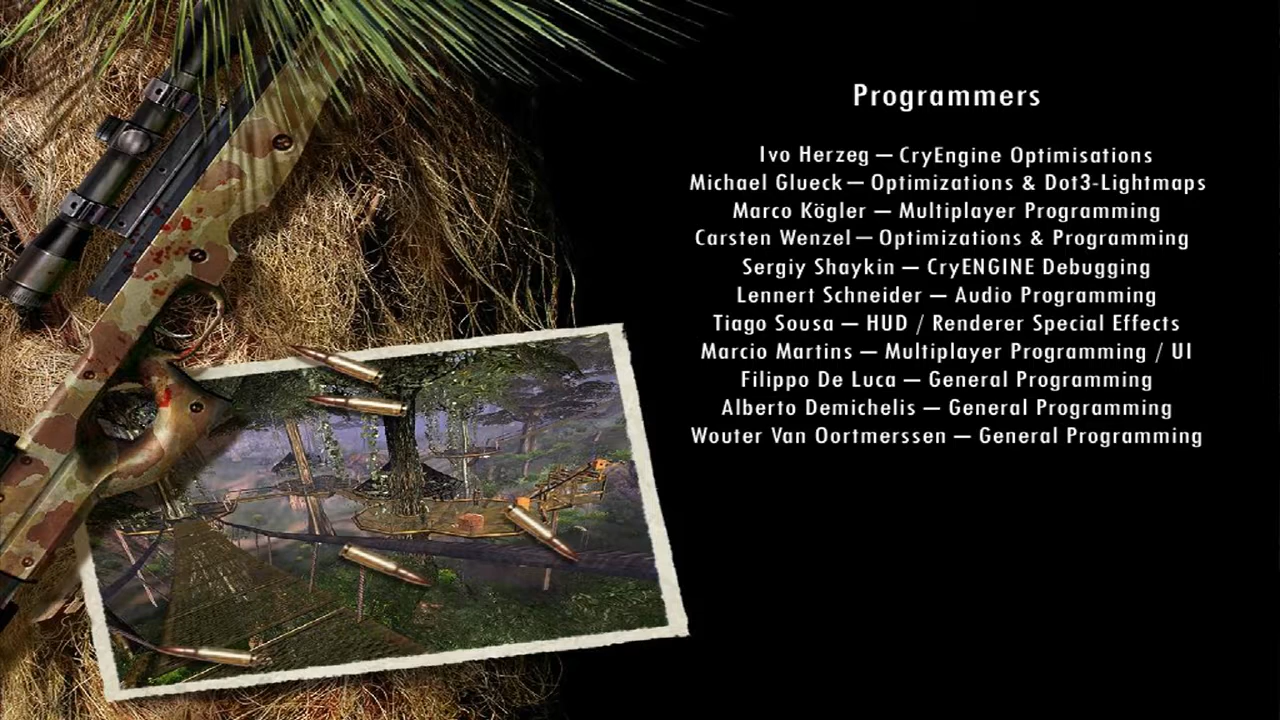 Programmers
Ivo Herzeg — CryEngine Optimisations
Michael Glueck — Optimizations & Dot3-Lightmaps
Marco Kögler — Multiplayer Programming
Carsten Wenzel — Optimizations & Programming
Sergiy Shaykin — CryENGINE Debugging
Lennert Schneider — Audio Programming
Tiago Sousa — HUD / Renderer Special Effects
Marcio Martins — Multiplayer Programming / UI
Filippo De Luca — General Programming
Alberto Demichelis — General Programming
Wouter Van Oortmerssen — General Programming